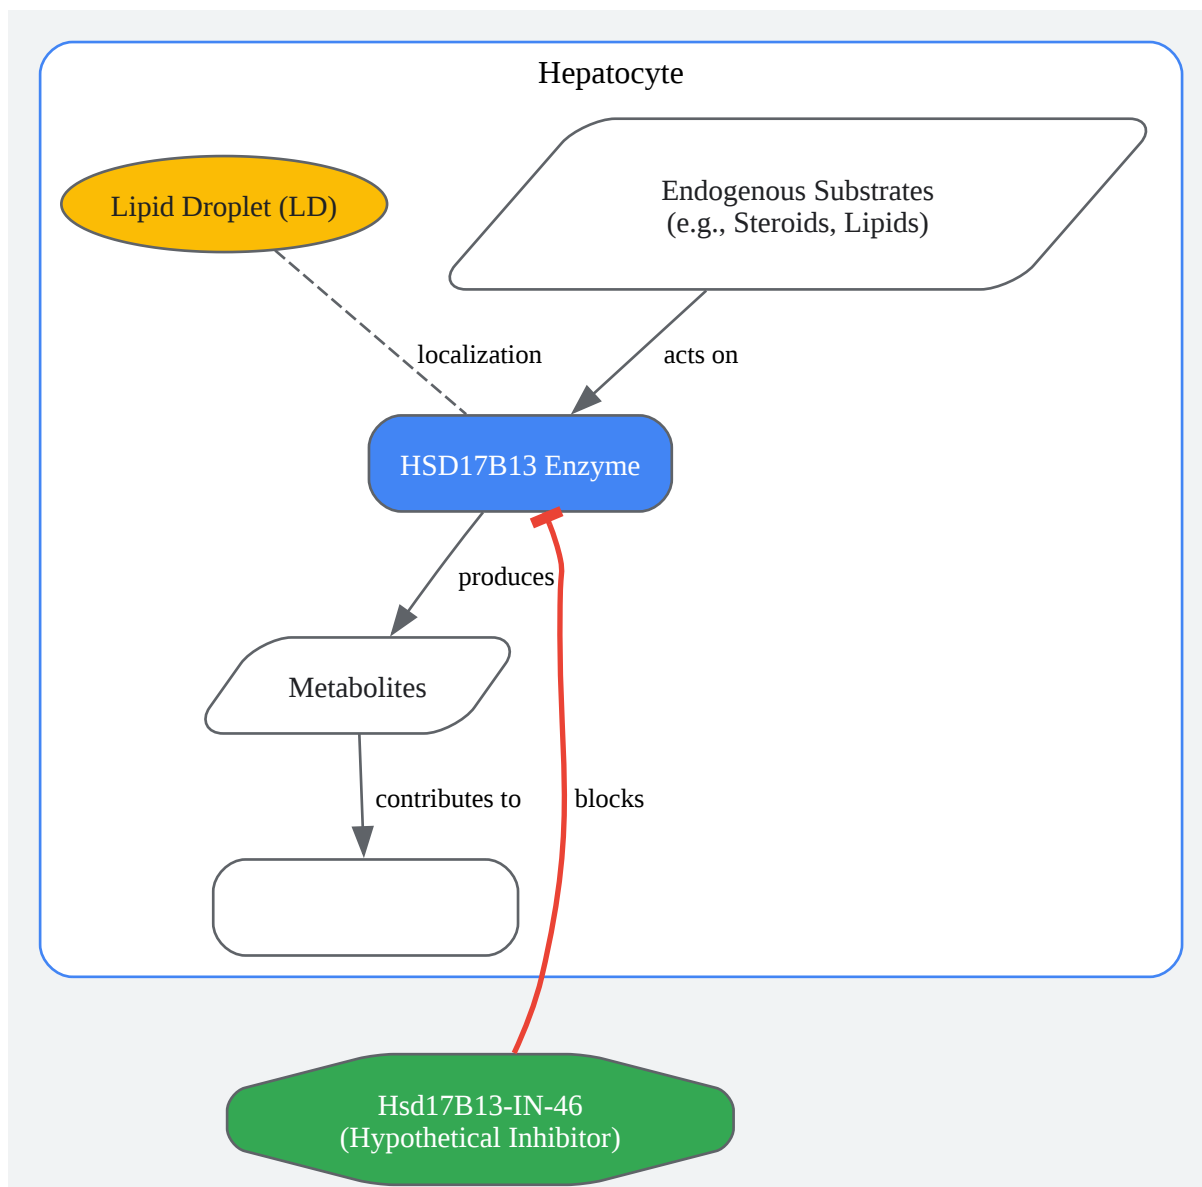 Hepatocyte
Lipid Droplet (LD)
Endogenous Substrates
(e.g., Steroids, Lipids)
localization
acts on
HSD17B13 Enzyme
produces
Metabolites
contributes to
blocks
Hsd17B13-IN-46
(Hypothetical Inhibitor)